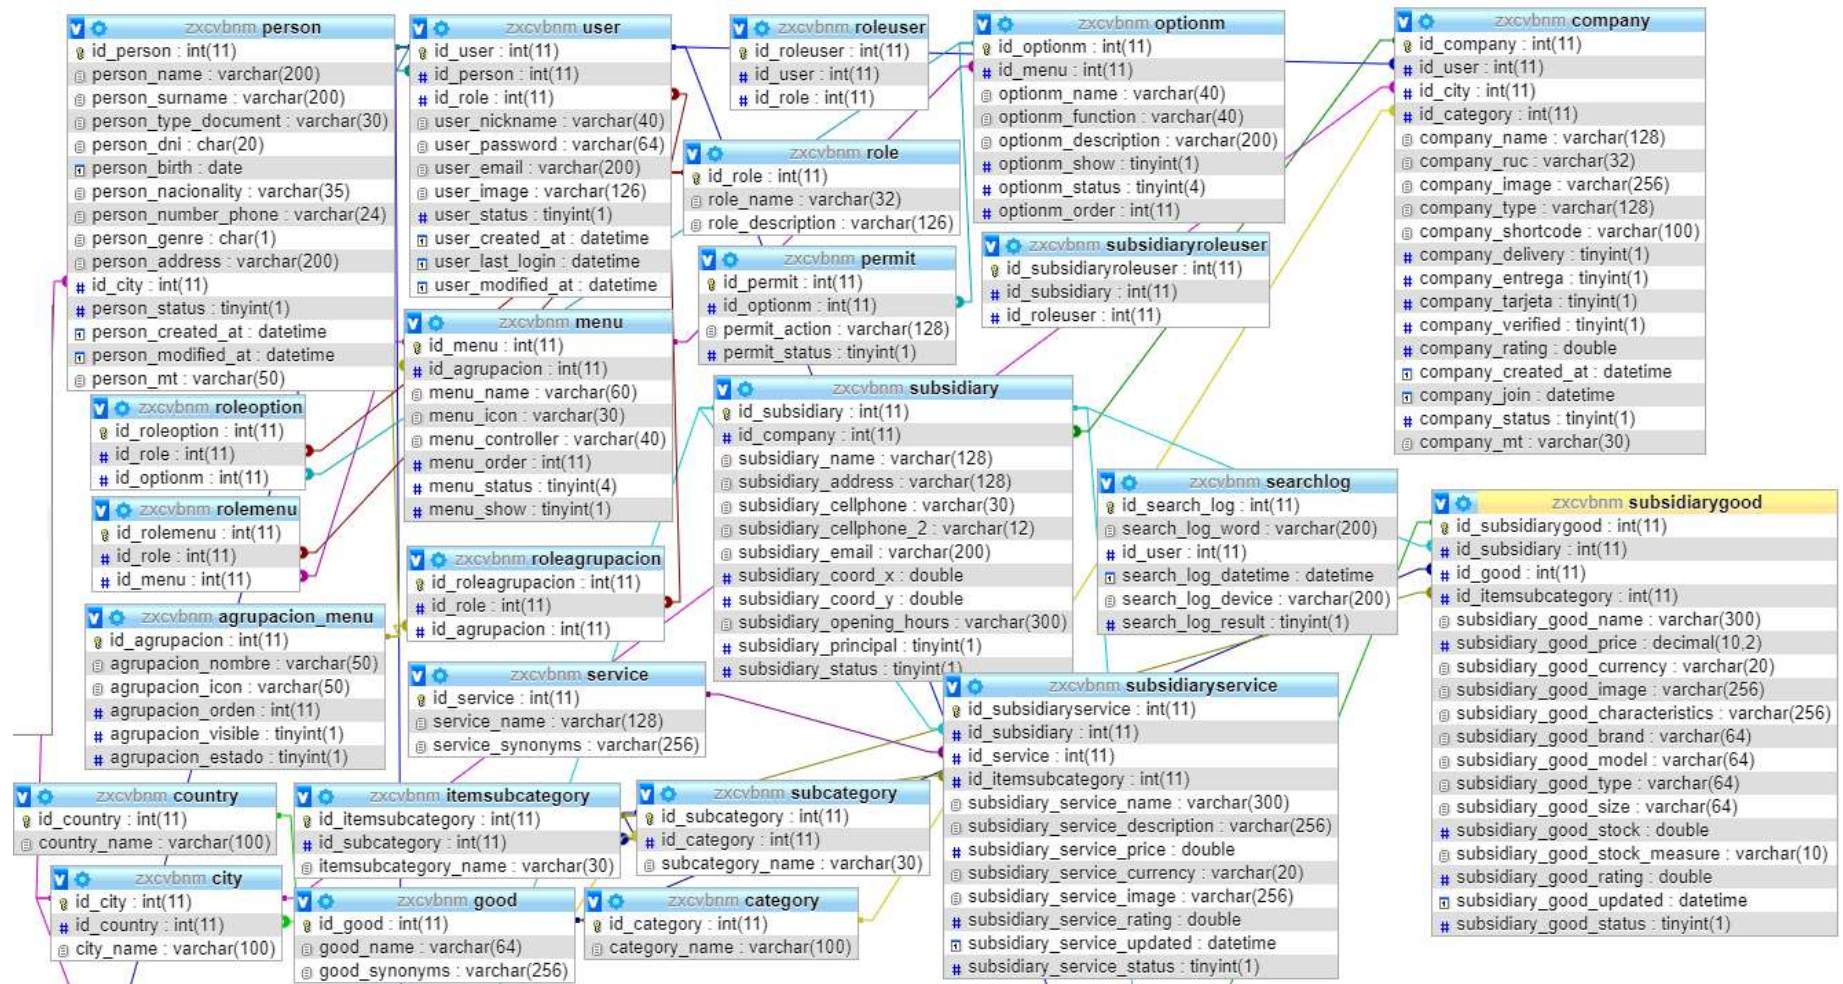 zxcvbnm person
id_person : int(11)
person_name : varchar(200)
person_surname : varchar(200)
person_type_document : varchar(30)
person_dni : char(20)
person_birth : date
person_nacionality : varchar(35)
person_number_phone : varchar(24)
person_genre : char(1)
person_address : varchar(200)
id_city : int(11)
person_status : tinyint(1)
person_created_at : datetime
person_modified_at : datetime
person_mt : varchar(50)
zxcvbnm user
id_user : int(11)
id_person : int(11)
id_role : int(11)
user_nickname : varchar(40)
user_password : varchar(64)
user_email : varchar(200)
user_image : varchar(126)
user_status : tinyint(1)
user_created_at : datetime
user_last_login : datetime
user_modified_at : datetime
zxcvbnm roleuser
id_roleuser : int(11)
id_user : int(11)
id_role : int(11)
zxcvbnm role
id_role : int(11)
role_name : varchar(32)
role_description : varchar(126)
zxcvbnm optionm
id_optionm : int(11)
id_menu : int(11)
optionm_name : varchar(40)
optionm_function : varchar(40)
optionm_description : varchar(200)
optionm_show : tinyint(1)
optionm_status : tinyint(4)
optionm_order : int(11)
zxcvbnm company
id_company : int(11)
id_user : int(11)
id_city : int(11)
id_category : int(11)
company_name : varchar(128)
company_ruc : varchar(32)
company_image : varchar(256)
company_type : varchar(128)
company_shortcode : varchar(100)
company_delivery : tinyint(1)
company_entrega : tinyint(1)
company_tarjeta : tinyint(1)
company_verified : tinyint(1)
company_rating : double
company_created_at : datetime
company_join : datetime
company_status : tinyint(1)
company_mt : varchar(30)
zxcvbnm permit
id_permit : int(11)
id_optionm : int(11)
permit_action : varchar(128)
permit_status : tinyint(1)
zxcvbnm subsidiaryroleuser
id_subsidiaryroleuser : int(11)
id_subsidiary : int(11)
id_roleuser : int(11)
zxcvbnm menu
id_menu : int(11)
id_agrupacion : int(11)
menu_name : varchar(60)
menu_icon : varchar(30)
menu_controller : varchar(40)
menu_order : int(11)
menu_status : tinyint(4)
menu_show : tinyint(1)
zxcvbnm roleoption
id_roleoption : int(11)
id_role : int(11)
id_optionm : int(11)
zxcvbnm rolemenu
id_rolemenu : int(11)
id_role : int(11)
id_menu : int(11)
zxcvbnm subsidiary
id_subsidiary : int(11)
id_company : int(11)
subsidiary_name : varchar(128)
subsidiary_address : varchar(128)
subsidiary_cellphone : varchar(30)
subsidiary_cellphone_2 : varchar(12)
subsidiary_email : varchar(200)
subsidiary_coord_x : double
subsidiary_coord_y : double
subsidiary_opening_hours : varchar(300)
subsidiary_principal : tinyint(1)
subsidiary_status : tinyint(1)
zxcvbnm searchlog
id_search_log : int(11)
search_log_word : varchar(200)
id_user : int(11)
search_log_datetime : datetime
search_log_device : varchar(200)
search_log_result : tinyint(1)
zxcvbnm subsidiarygood
id_subsidiarygood : int(11)
id_subsidiary : int(11)
id_good : int(11)
id_itemsubcategory : int(11)
subsidiary_good_name : varchar(300)
subsidiary_good_price : decimal(10,2)
subsidiary_good_currency : varchar(20)
subsidiary_good_image : varchar(256)
subsidiary_good_characteristics : varchar(256)
subsidiary_good_brand : varchar(64)
subsidiary_good_model : varchar(64)
subsidiary_good_type : varchar(64)
subsidiary_good_size : varchar(64)
subsidiary_good_stock : double
subsidiary_good_stock_measure : varchar(10)
subsidiary_good_rating : double
subsidiary_good_updated : datetime
subsidiary_good_status : tinyint(1)
zxcvbnm roleagrupacion
id_roleagrupacion : int(11)
id_role : int(11)
id_agrupacion : int(11)
zxcvbnm agrupacion_menu
id_agrupacion : int(11)
agrupacion_nombre : varchar(50)
agrupacion_icon : varchar(50)
agrupacion_orden : int(11)
agrupacion_visible : tinyint(1)
agrupacion_estado : tinyint(1)
zxcvbnm service
id_service : int(11)
service_name : varchar(128)
service_synonyms : varchar(256)
zxcvbnm subsidiaryservice
id_subsidiaryservice : int(11)
id_subsidiary : int(11)
id_service : int(11)
id_itemsubcategory : int(11)
subsidiary_service_name : varchar(300)
subsidiary_service_description : varchar(256)
subsidiary_service_price : double
subsidiary_service_currency : varchar(20)
subsidiary_service_image : varchar(256)
subsidiary_service_rating : double
subsidiary_service_updated : datetime
subsidiary_service_status : tinyint(1)
zxcvbnm country
id_country : int(11)
country_name : varchar(100)
zxcvbnm itemsubcategory
id_itemsubcategory : int(11)
id_subcategory : int(11)
itemsubcategory_name : varchar(30)
zxcvbnm subcategory
id_subcategory : int(11)
id_category : int(11)
subcategory_name : varchar(30)
zxcvbnm city
id_city : int(11)
id_country : int(11)
city_name : varchar(100)
zxcvbnm good
id_good : int(11)
good_name : varchar(64)
good_synonyms : varchar(256)
zxcvbnm category
id_category : int(11)
category_name : varchar(100)